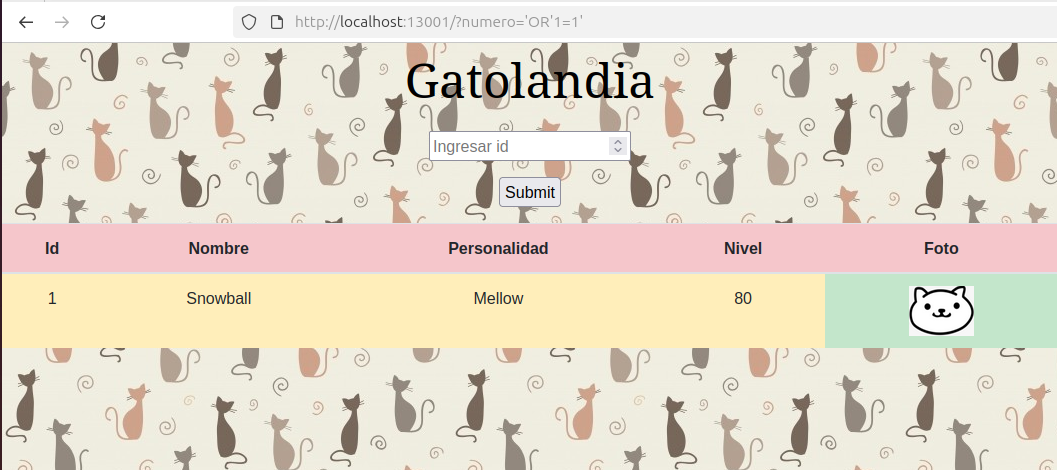 http://localhost:13001/?numero='OR'1=1'
Gatolandia
Ingresar id
Submit
Id Nombre Personalidad Nivel Foto
1 Snowball Mellow 80